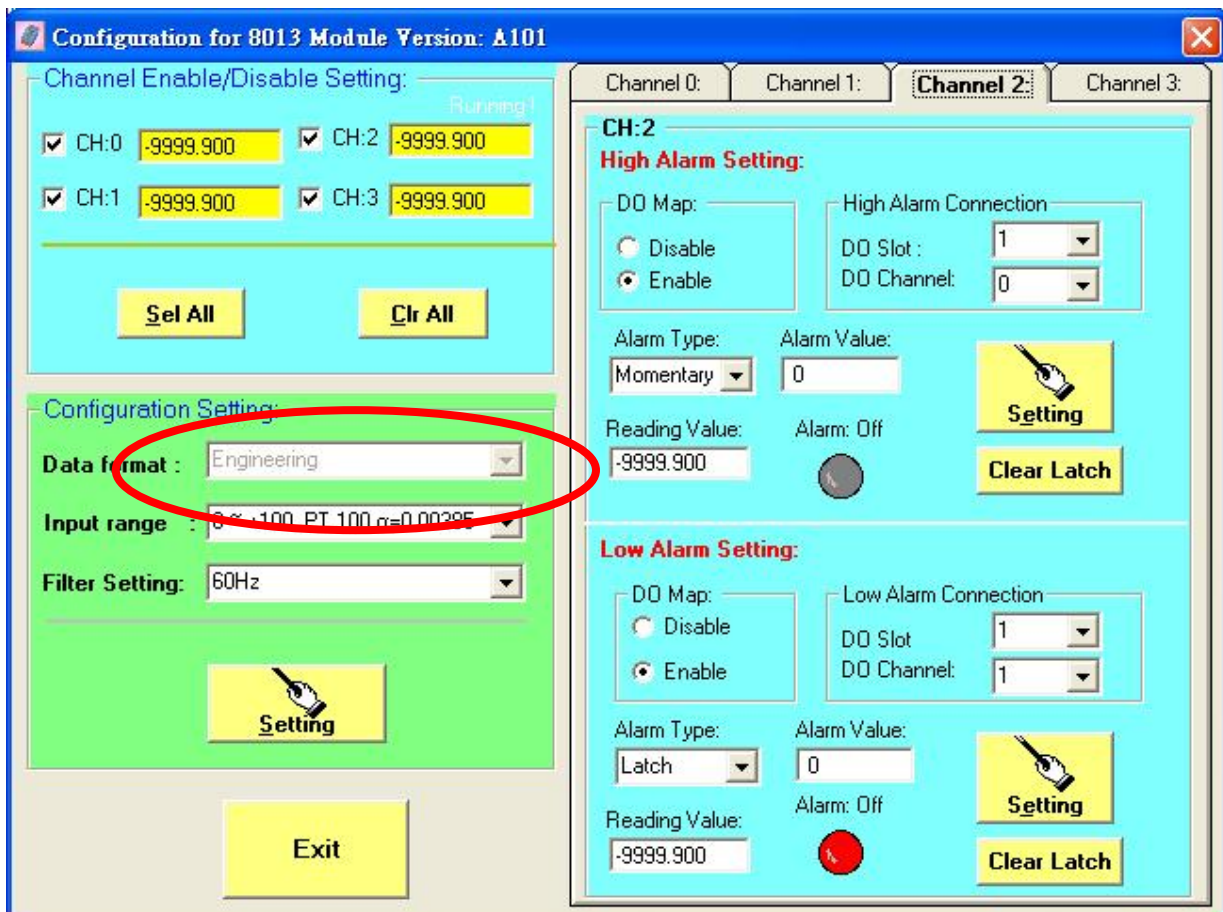 Configuration for 8013 Module Version: A101
Channel Enable/Disable Setting:
Running!
CH:0 -9999.900 CH:2 -9999.900
CH:1 -9999.900 CH:3 -9999.900
Sel All Clr All
Configuration Setting:
Data format : Engineering
Input range : 0 ~ +100, PT 100 α=0.00385
Filter Setting: 60Hz
Setting
Exit
Channel 0: Channel 1: Channel 2: Channel 3:
CH:2
High Alarm Setting:
DO Map:
Disable
Enable
High Alarm Connection
DO Slot : 1
DO Channel: 0
Alarm Type: Alarm Value:
Momentary 0
Setting
Reading Value: Alarm: Off
-9999.900
Clear Latch
Low Alarm Setting:
DO Map:
Disable
Enable
Low Alarm Connection
DO Slot 1
DO Channel: 1
Alarm Type: Alarm Value:
Latch 0
Setting
Reading Value: Alarm: Off
-9999.900
Clear Latch